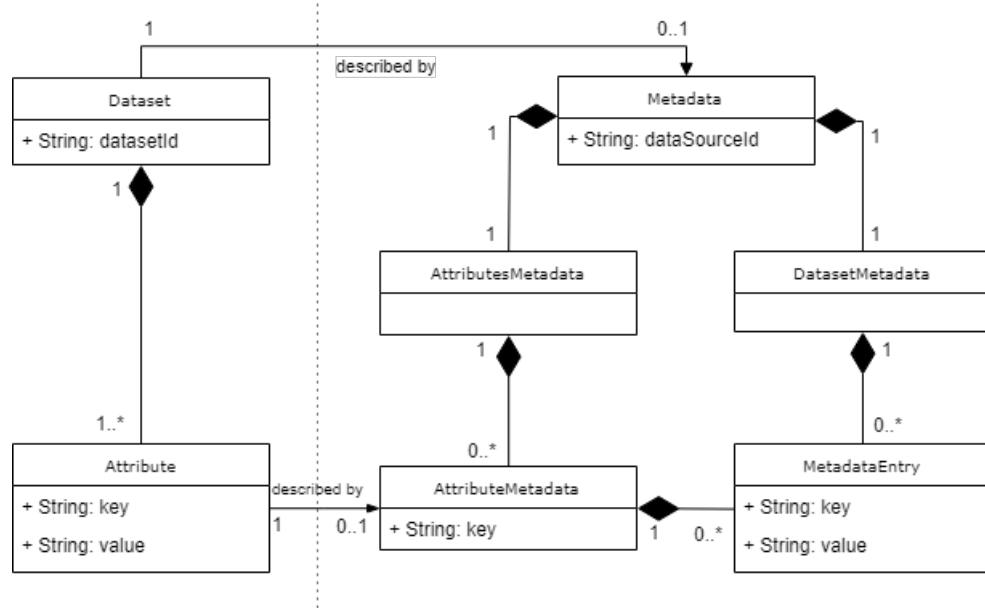 1
0..1
described by
Dataset
+ String: datasetId
Metadata
+ String: dataSourceId
1
1
1
1
1
AttributesMetadata
DatasetMetadata
1
1
1..*
0..*
0..*
Attribute
+ String: key
+ String: value
described by
1
0..1
AttributeMetadata
+ String: key
1
0..*
MetadataEntry
+ String: key
+ String: value